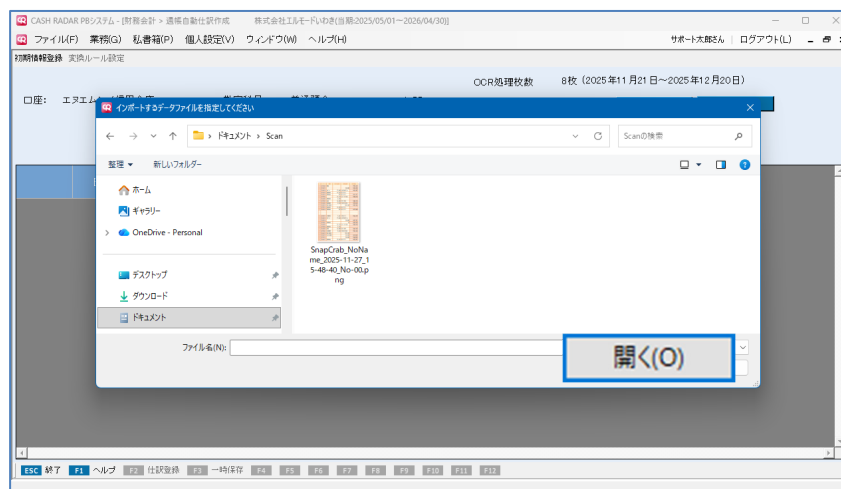 CASH RADAR PBシステム - [財務会計 > 通帳自動仕訳作成 株式会社エルモードいわき(当期:2025/05/01～2026/04/30)]
ファイル(F) 業務(G) 私書箱(P) 個人設定(V) ウィンドウ(W) ヘルプ(H) サポート太郎さん ログアウト(L)
初期情報登録 変換ルール設定
OCR処理枚数 8枚 (2025年11月21日～2025年12月20日)
口座:
インポートするデータファイルを指定してください
ドキュメント > Scan Scanの検索
整理 新しいフォルダー
ホーム
ギャラリー
OneDrive - Personal
SnapCrab_NoNa
me_2025-11-27_1
5-48-40_No-00.p
ng
デスクトップ
ダウンロード
ドキュメント
ファイル名(N):
開く(O)
ESC 終了 F1 ヘルプ F2 仕訳登録 F3 一時保存 F4 F5 F6 F7 F8 F9 F10 F11 F12